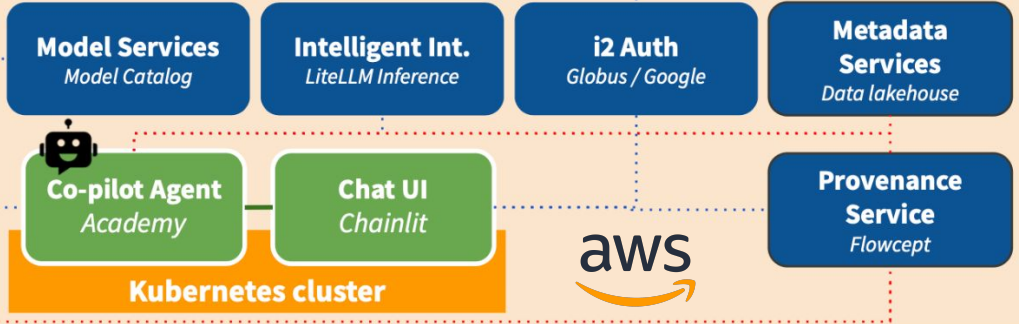 Model Services
Model Catalog
Intelligent Int.
LiteLLM Inference
i2 Auth
Globus / Google
Metadata
Services
Data lakehouse
Co-pilot Agent
Academy
Chat UI
Chainlit
Provenance
Service
Flowcept
aws
Kubernetes cluster